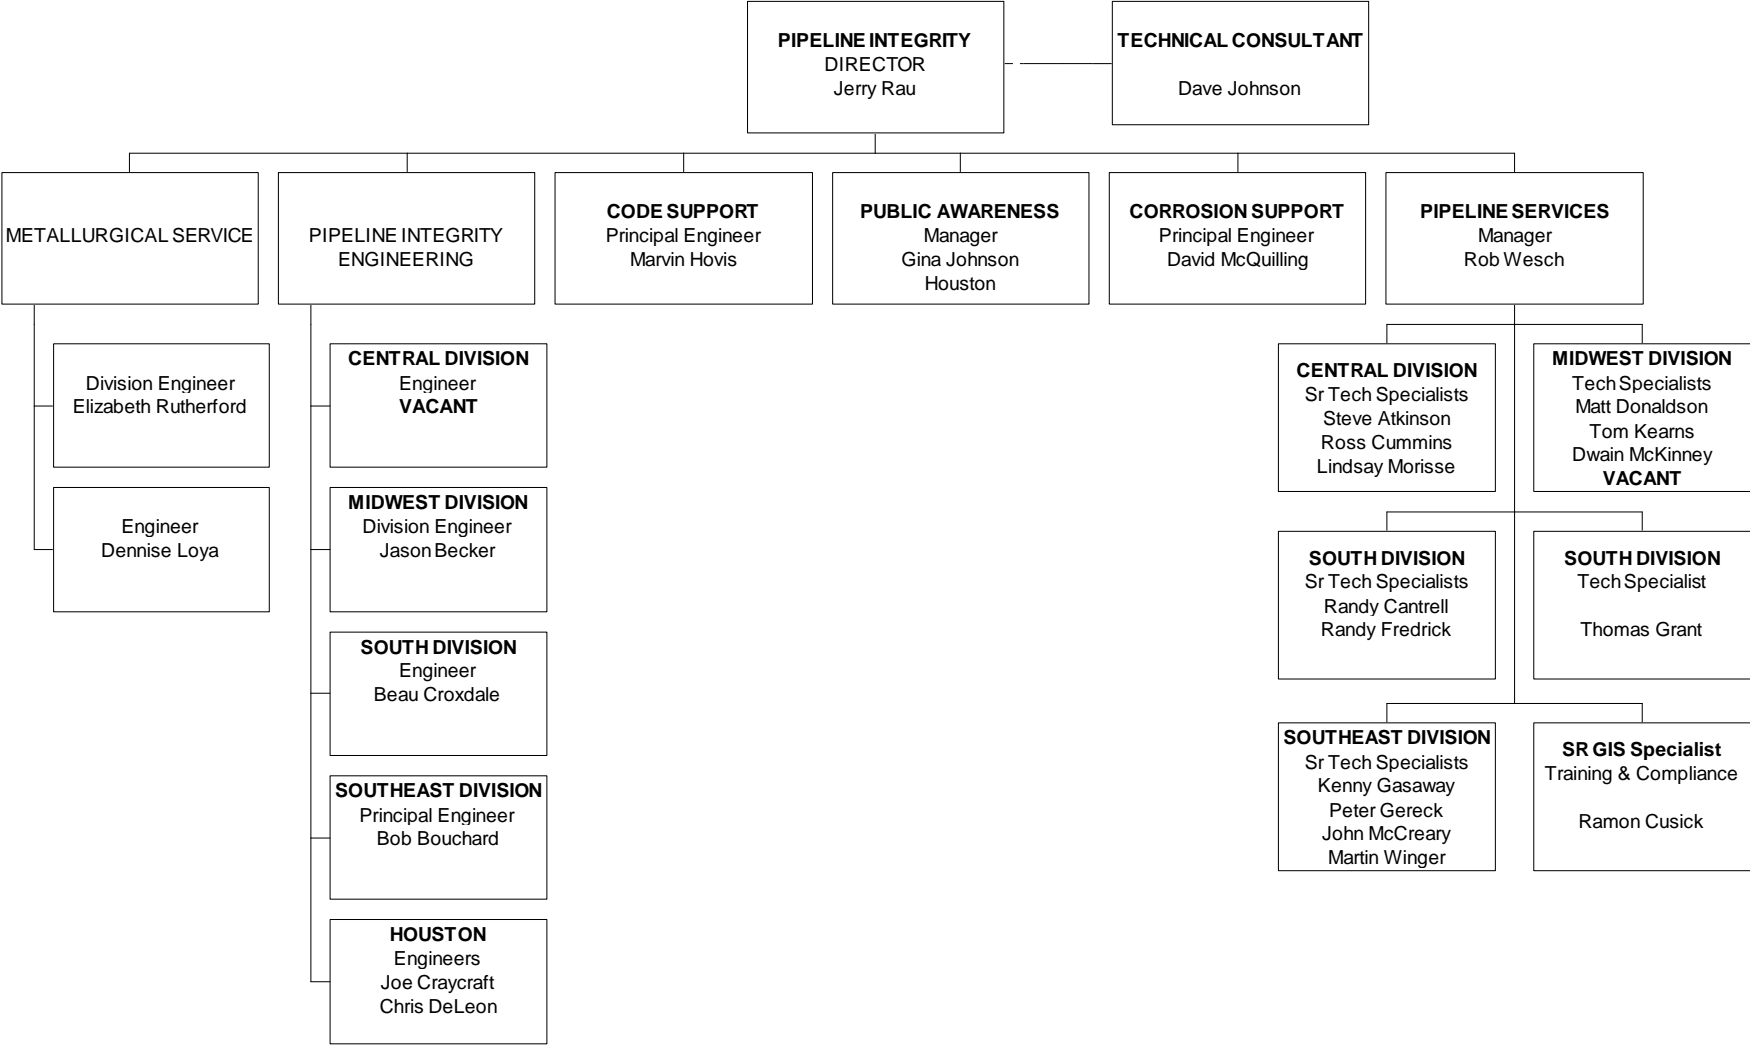 PIPELINE INTEGRITY
DIRECTOR
Jerry Rau
TECHNICAL CONSULTANT
Dave Johnson
METALLURGICAL SERVICE
PIPELINE INTEGRITY
ENGINEERING
CODE SUPPORT
Principal Engineer
Marvin Hovis
PUBLIC AWARENESS
Manager
Gina Johnson
Houston
CORROSION SUPPORT
Principal Engineer
David McQuilling
PIPELINE SERVICES
Manager
Rob Wesch
Division Engineer
Elizabeth Rutherford
Engineer
Dennise Loya
CENTRAL DIVISION
Engineer
VACANT
MIDWEST DIVISION
Division Engineer
Jason Becker
SOUTH DIVISION
Engineer
Beau Croxdale
SOUTHEAST DIVISION
Principal Engineer
Bob Bouchard
HOUSTON
Engineers
Joe Craycraft
Chris DeLeon
CENTRAL DIVISION
Sr Tech Specialists
Steve Atkinson
Ross Cummins
Lindsay Morisse
MIDWEST DIVISION
Tech Specialists
Matt Donaldson
Tom Kearns
Dwain McKinney
VACANT
SOUTH DIVISION
Sr Tech Specialists
Randy Cantrell
Randy Fredrick
SOUTH DIVISION
Tech Specialist
Thomas Grant
SOUTHEAST DIVISION
Sr Tech Specialists
Kenny Gasaway
Peter Gereck
John McCreary
Martin Winger
SR GIS Specialist
Training & Compliance
Ramon Cusick